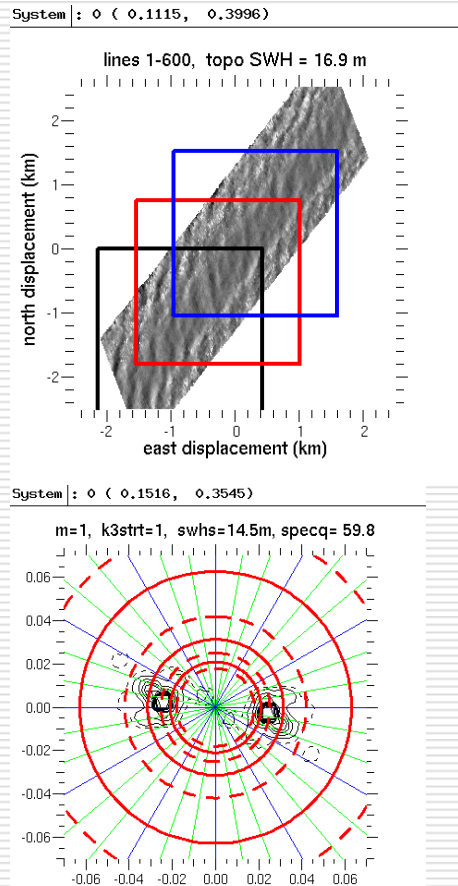 System : 0 ( 0.1115, 0.3996)
lines 1-600, topo SWH = 16.9 m
north displacement (km)
2
1
0
-1
-2
-2 -1 0 1 2
east displacement (km)
System : 0 ( 0.1516, 0.3545)
m=1, k3strt=1, swhs=14.5m, specq= 59.8
0.06
0.04
0.02
0.00
-0.02
-0.04
-0.06
-0.06 -0.04 -0.02 0.00 0.02 0.04 0.06